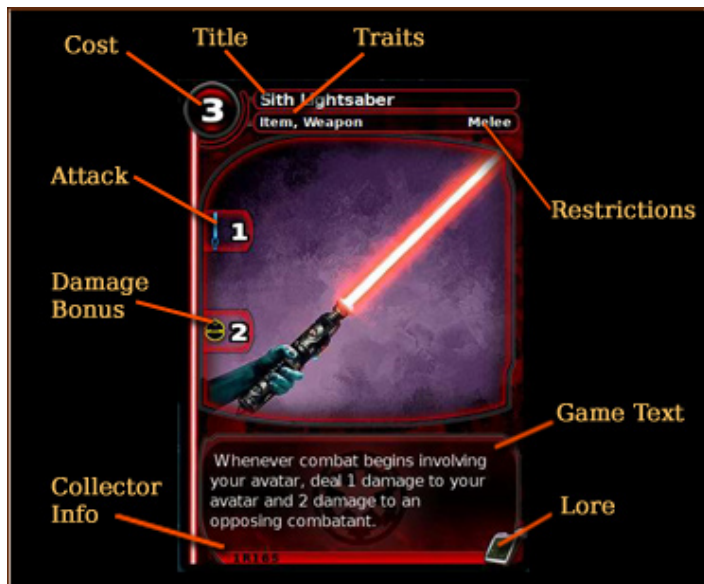 Cost
Title
Traits
3
Sith Lightsaber
Item, Weapon Melee
Attack
1
Restrictions
Damage
Bonus
2
Game Text
Whenever combat begins involving
your avatar, deal 1 damage to your
avatar and 2 damage to an
opposing combatant.
Collector
Info
Lore
1R165